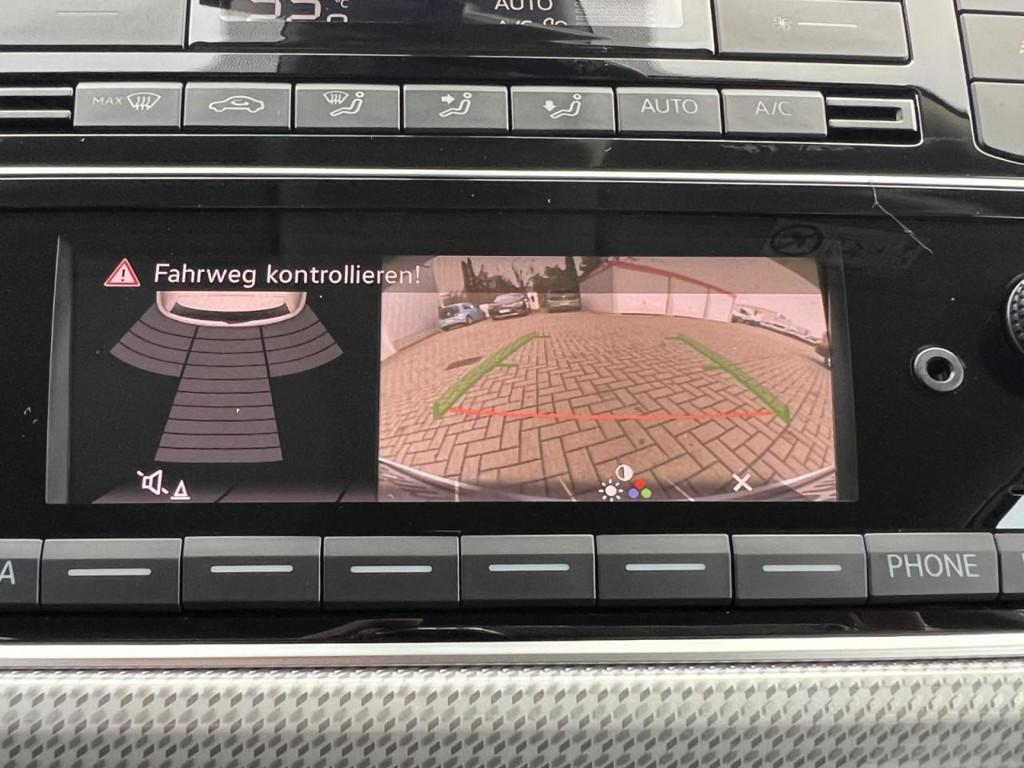 °C
AUTO
MAX
AUTO
A/C
Fahrweg kontrollieren!
A
PHONE